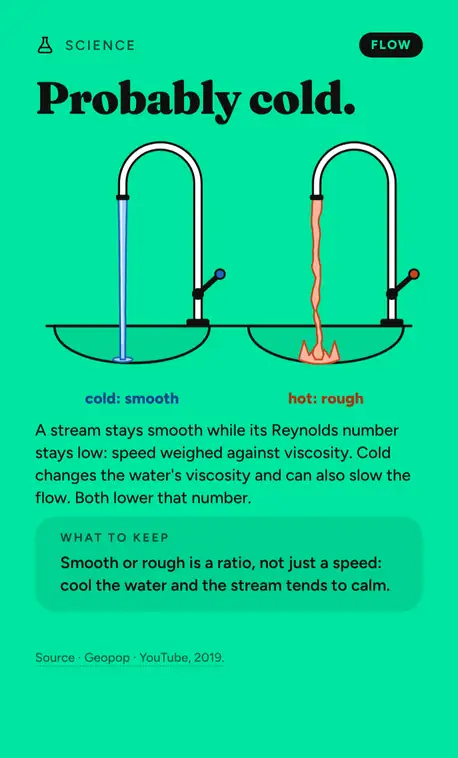 SCIENCE
FLOW
Probably cold.
cold: smooth
hot: rough
A stream stays smooth while its Reynolds number
stays low: speed weighed against viscosity. Cold
changes the water's viscosity and can also slow the
flow. Both lower that number.
WHAT TO KEEP
Smooth or rough is a ratio, not just a speed:
cool the water and the stream tends to calm.
Source · Geopop · YouTube, 2019.